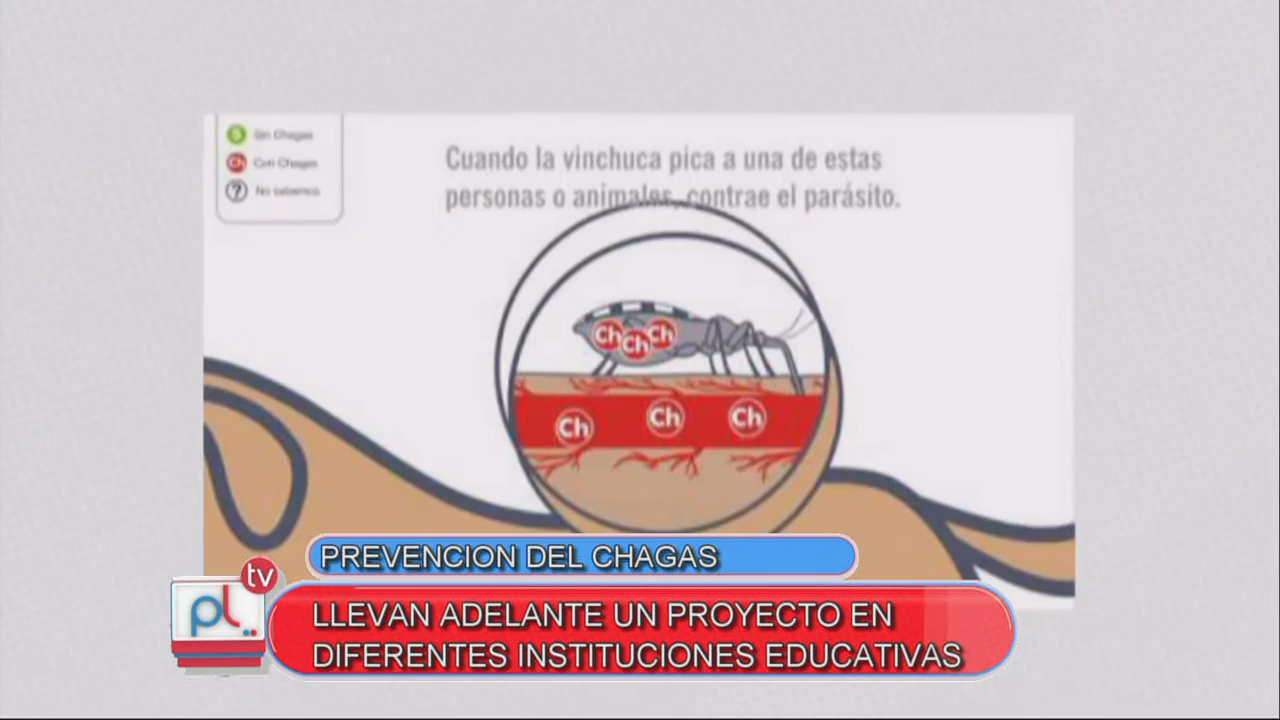 S Sin Chagas
Ch Con Chagas
? No sabemos
Cuando la vinchuca pica a una de estas
personas o animales, contrae el parásito.
Ch Ch Ch
Ch Ch Ch
PREVENCION DEL CHAGAS
tv
pl..
LLEVAN ADELANTE UN PROYECTO EN
DIFERENTES INSTITUCIONES EDUCATIVAS